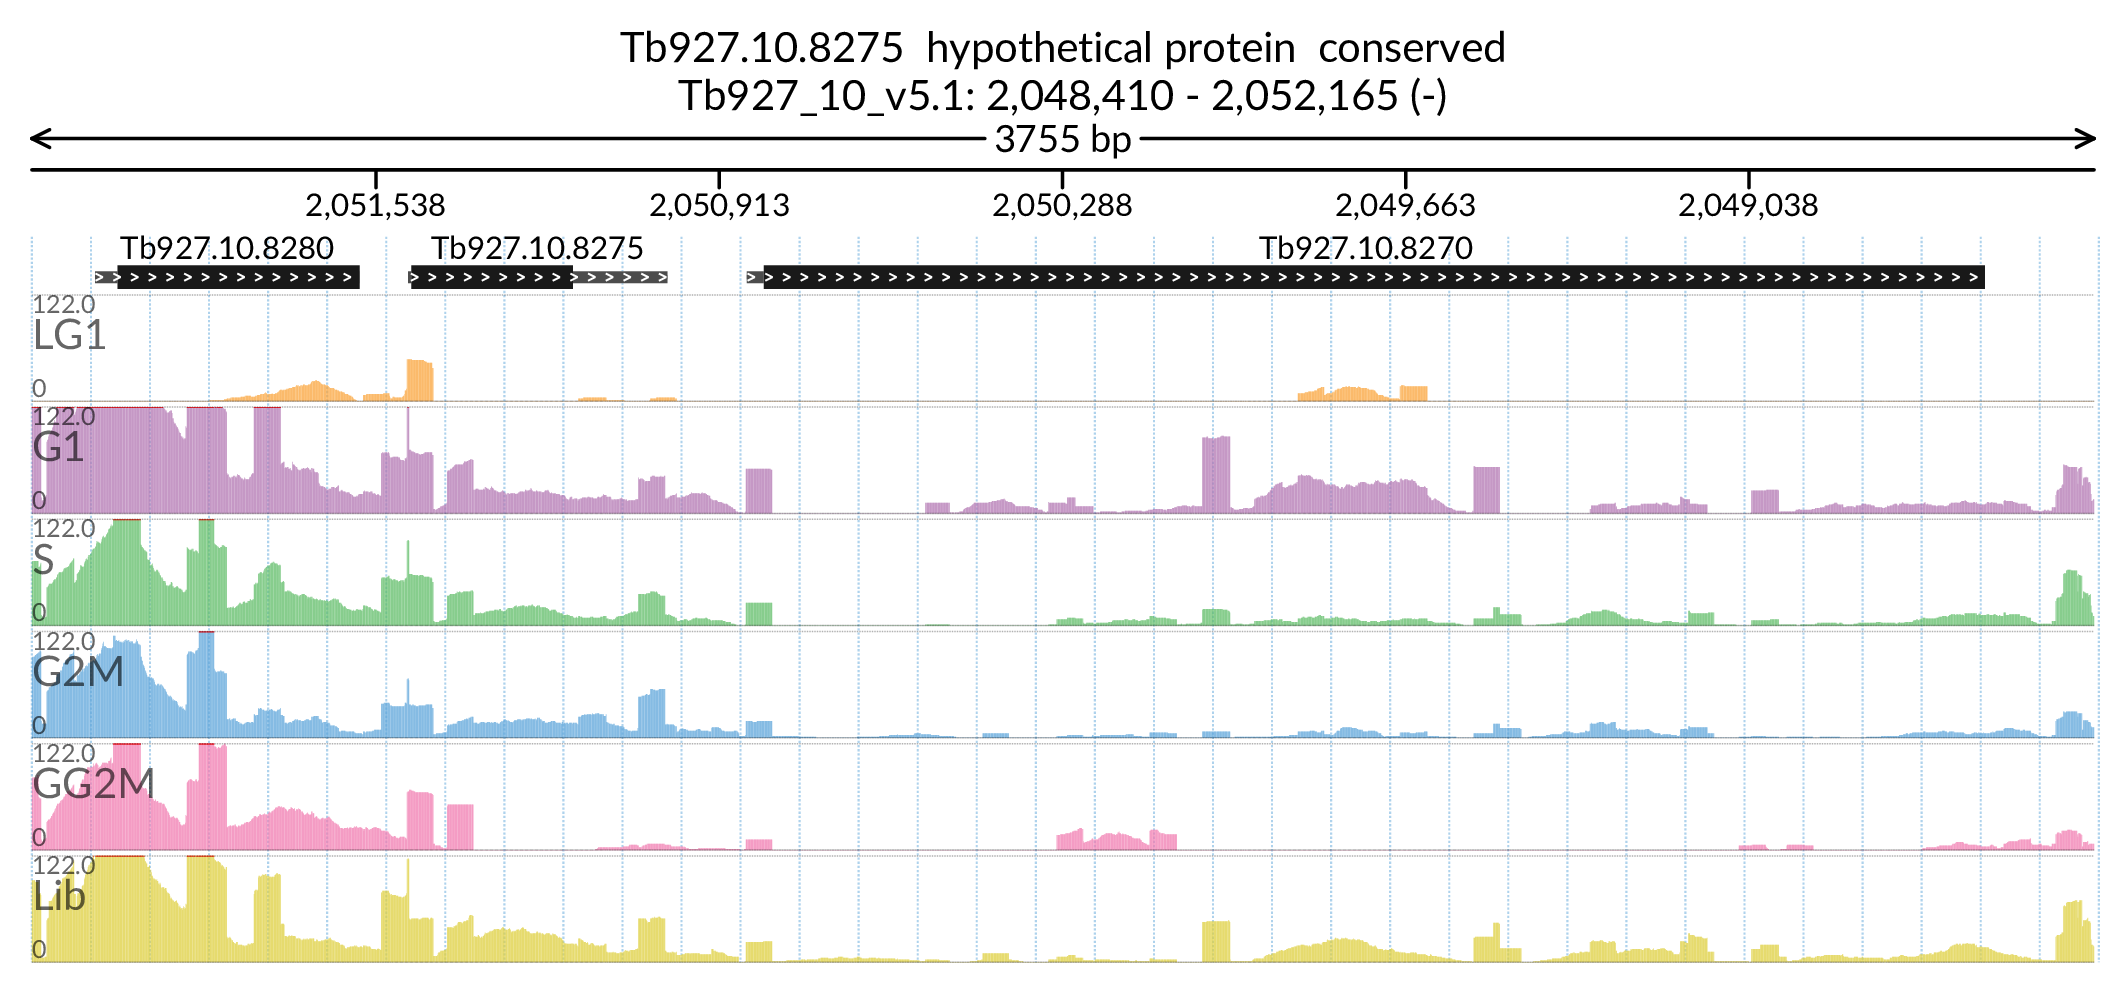 Tb927.10.8275 hypothetical protein conserved
Tb927_10_v5.1: 2,048,410 - 2,052,165 (-)
3755 bp
2,051,538 2,050,913 2,050,288 2,049,663 2,049,038
Tb927.10.8280 Tb927.10.8275 Tb927.10.8270
122.0
LG1
0
122.0
G1
0
122.0
S
0
122.0
G2M
0
122.0
GG2M
0
122.0
Lib
0